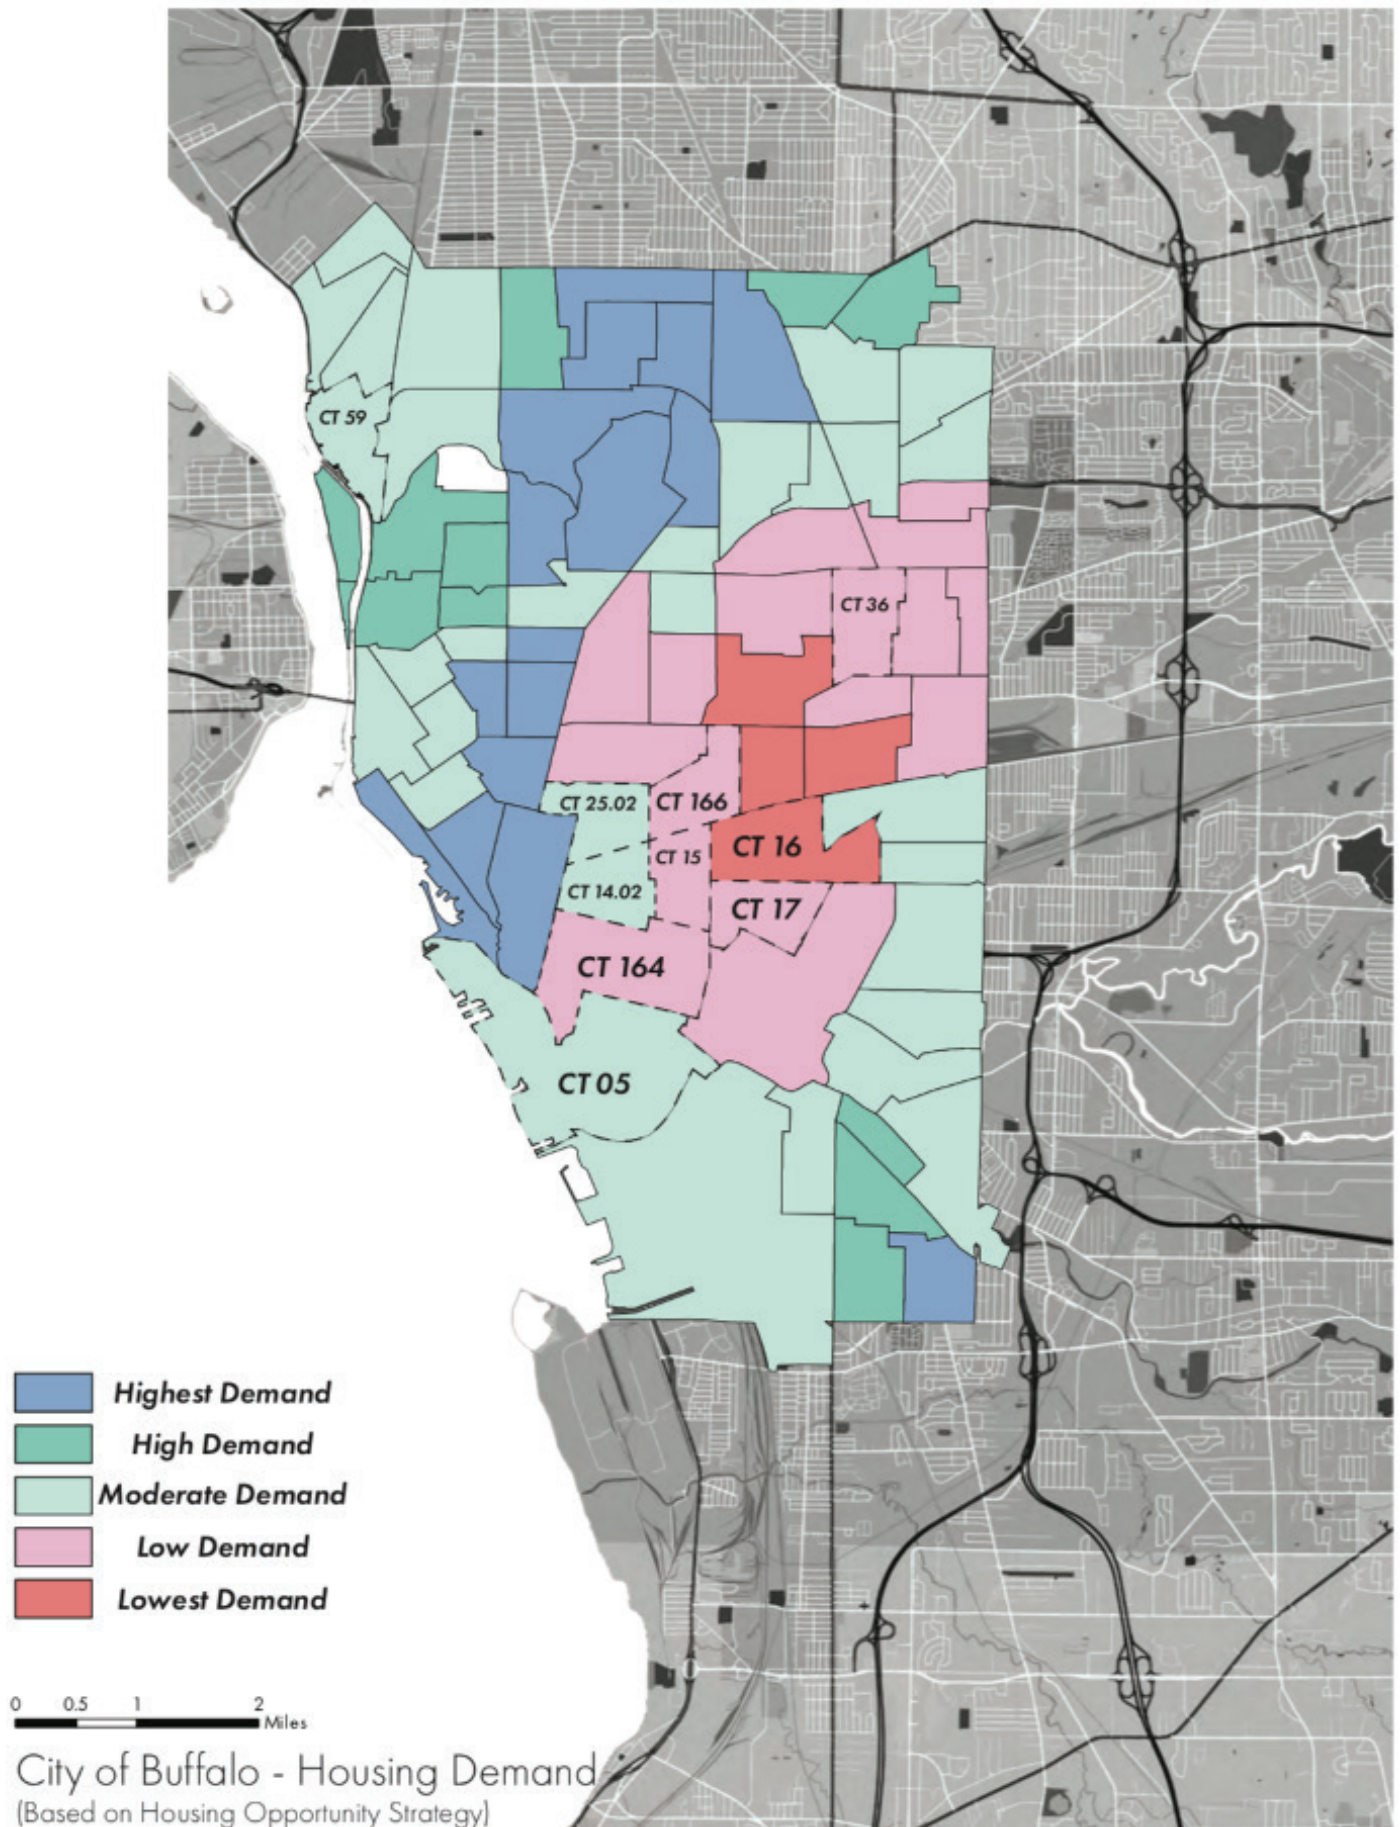 CT 59
CT 36
CT 25.02
CT 166
CT 16
CT 15
CT 14.02
CT 17
CT 164
CT 05
Highest Demand
High Demand
Moderate Demand
Low Demand
Lowest Demand
0 0.5 1 2
Miles
City of Buffalo - Housing Demand
(Based on Housing Opportunity Strategy)